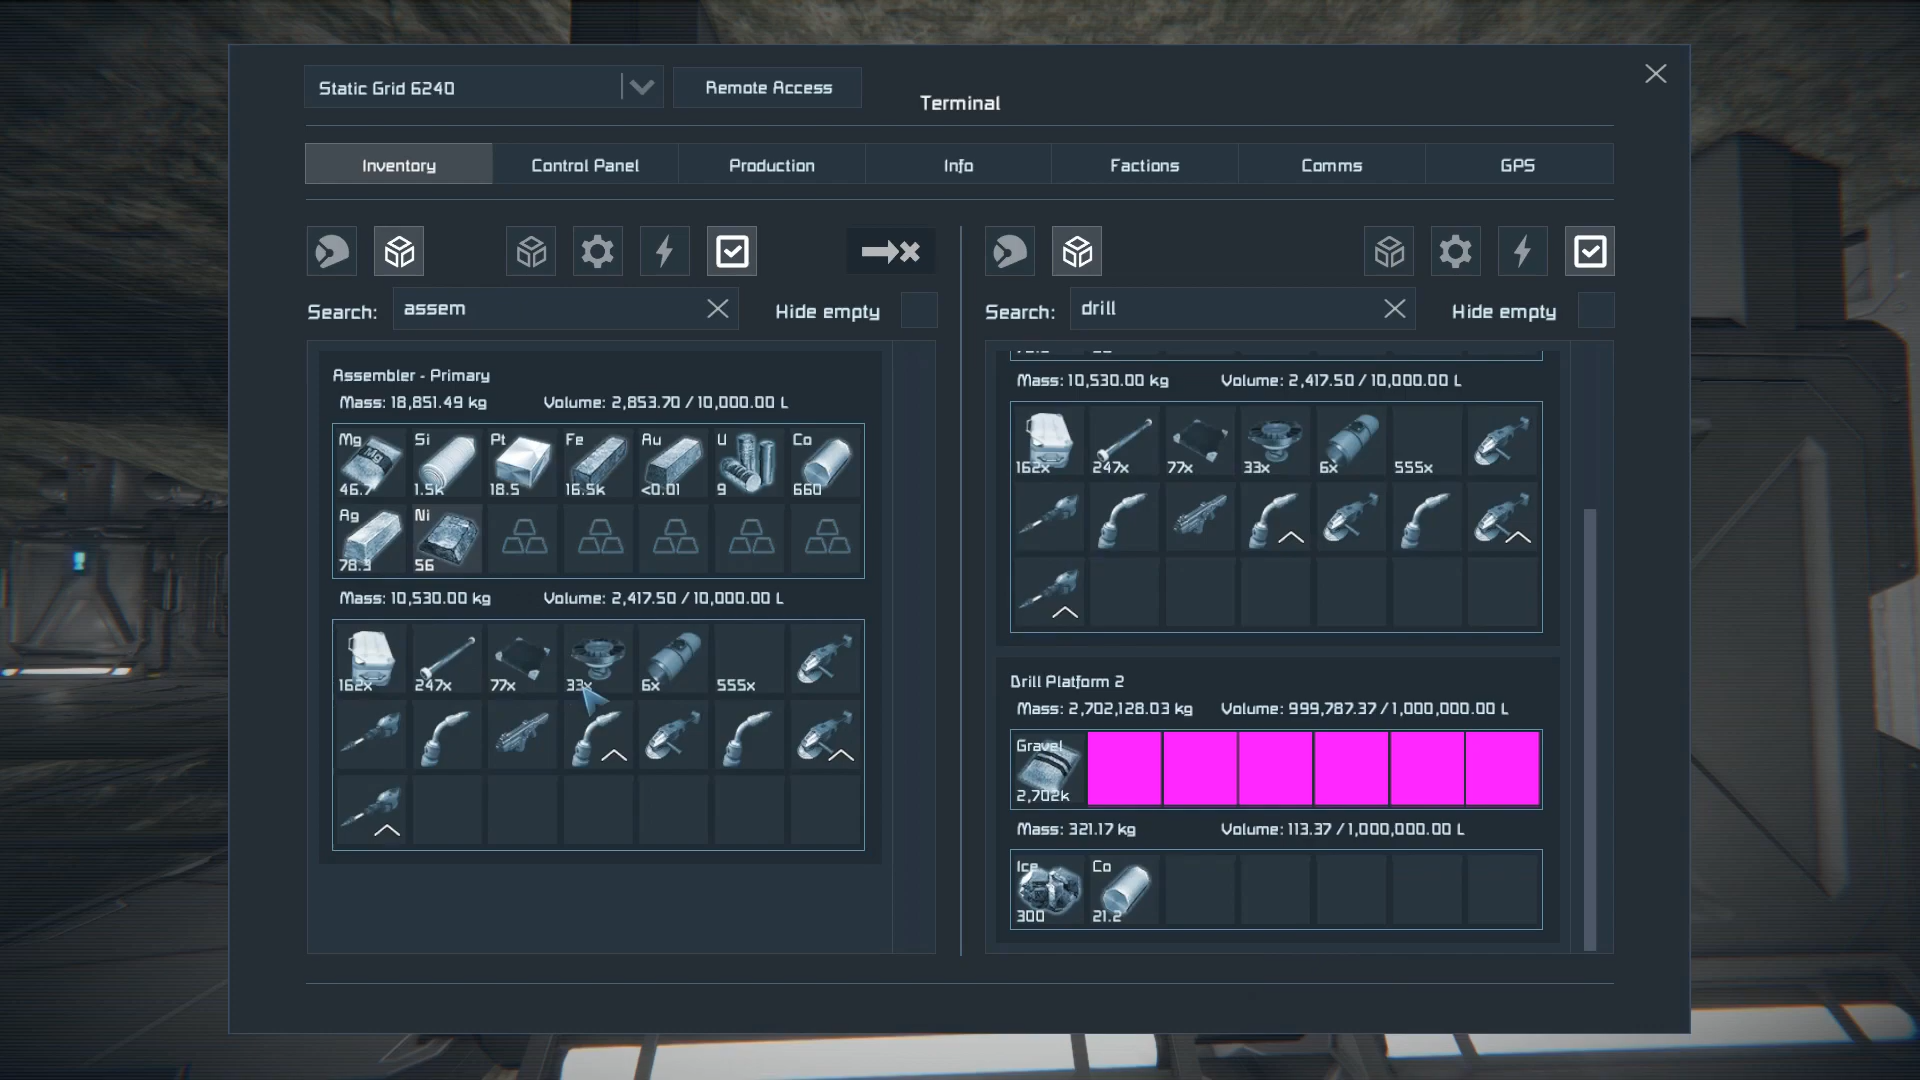 Static Grid 6240
Remote Access
Terminal
Inventory
Control Panel
Production
Info
Factions
Comms
GPS
Search:
assem
Hide empty
Assembler - Primary
Mass: 18,851.49 kg
Volume: 2,853.70 / 10,000.00 L
Mg
Si
Pt
Fe
Au
U
Co
46.7
1.5k
18.5
16.5k
<0.01
9
660
Ag
Ni
78.3
56
Mass: 10,530.00 kg
Volume: 2,417.50 / 10,000.00 L
162x
247x
77x
33x
6x
555x
Search:
drill
Hide empty
Mass: 10,530.00 kg
Volume: 2,417.50 / 10,000.00 L
162x
247x
77x
33x
6x
555x
Drill Platform 2
Mass: 2,702,128.03 kg
Volume: 999,787.37 / 1,000,000.00 L
Gravel
2,702k
Mass: 321.17 kg
Volume: 113.37 / 1,000,000.00 L
Ice
Co
300
21.2